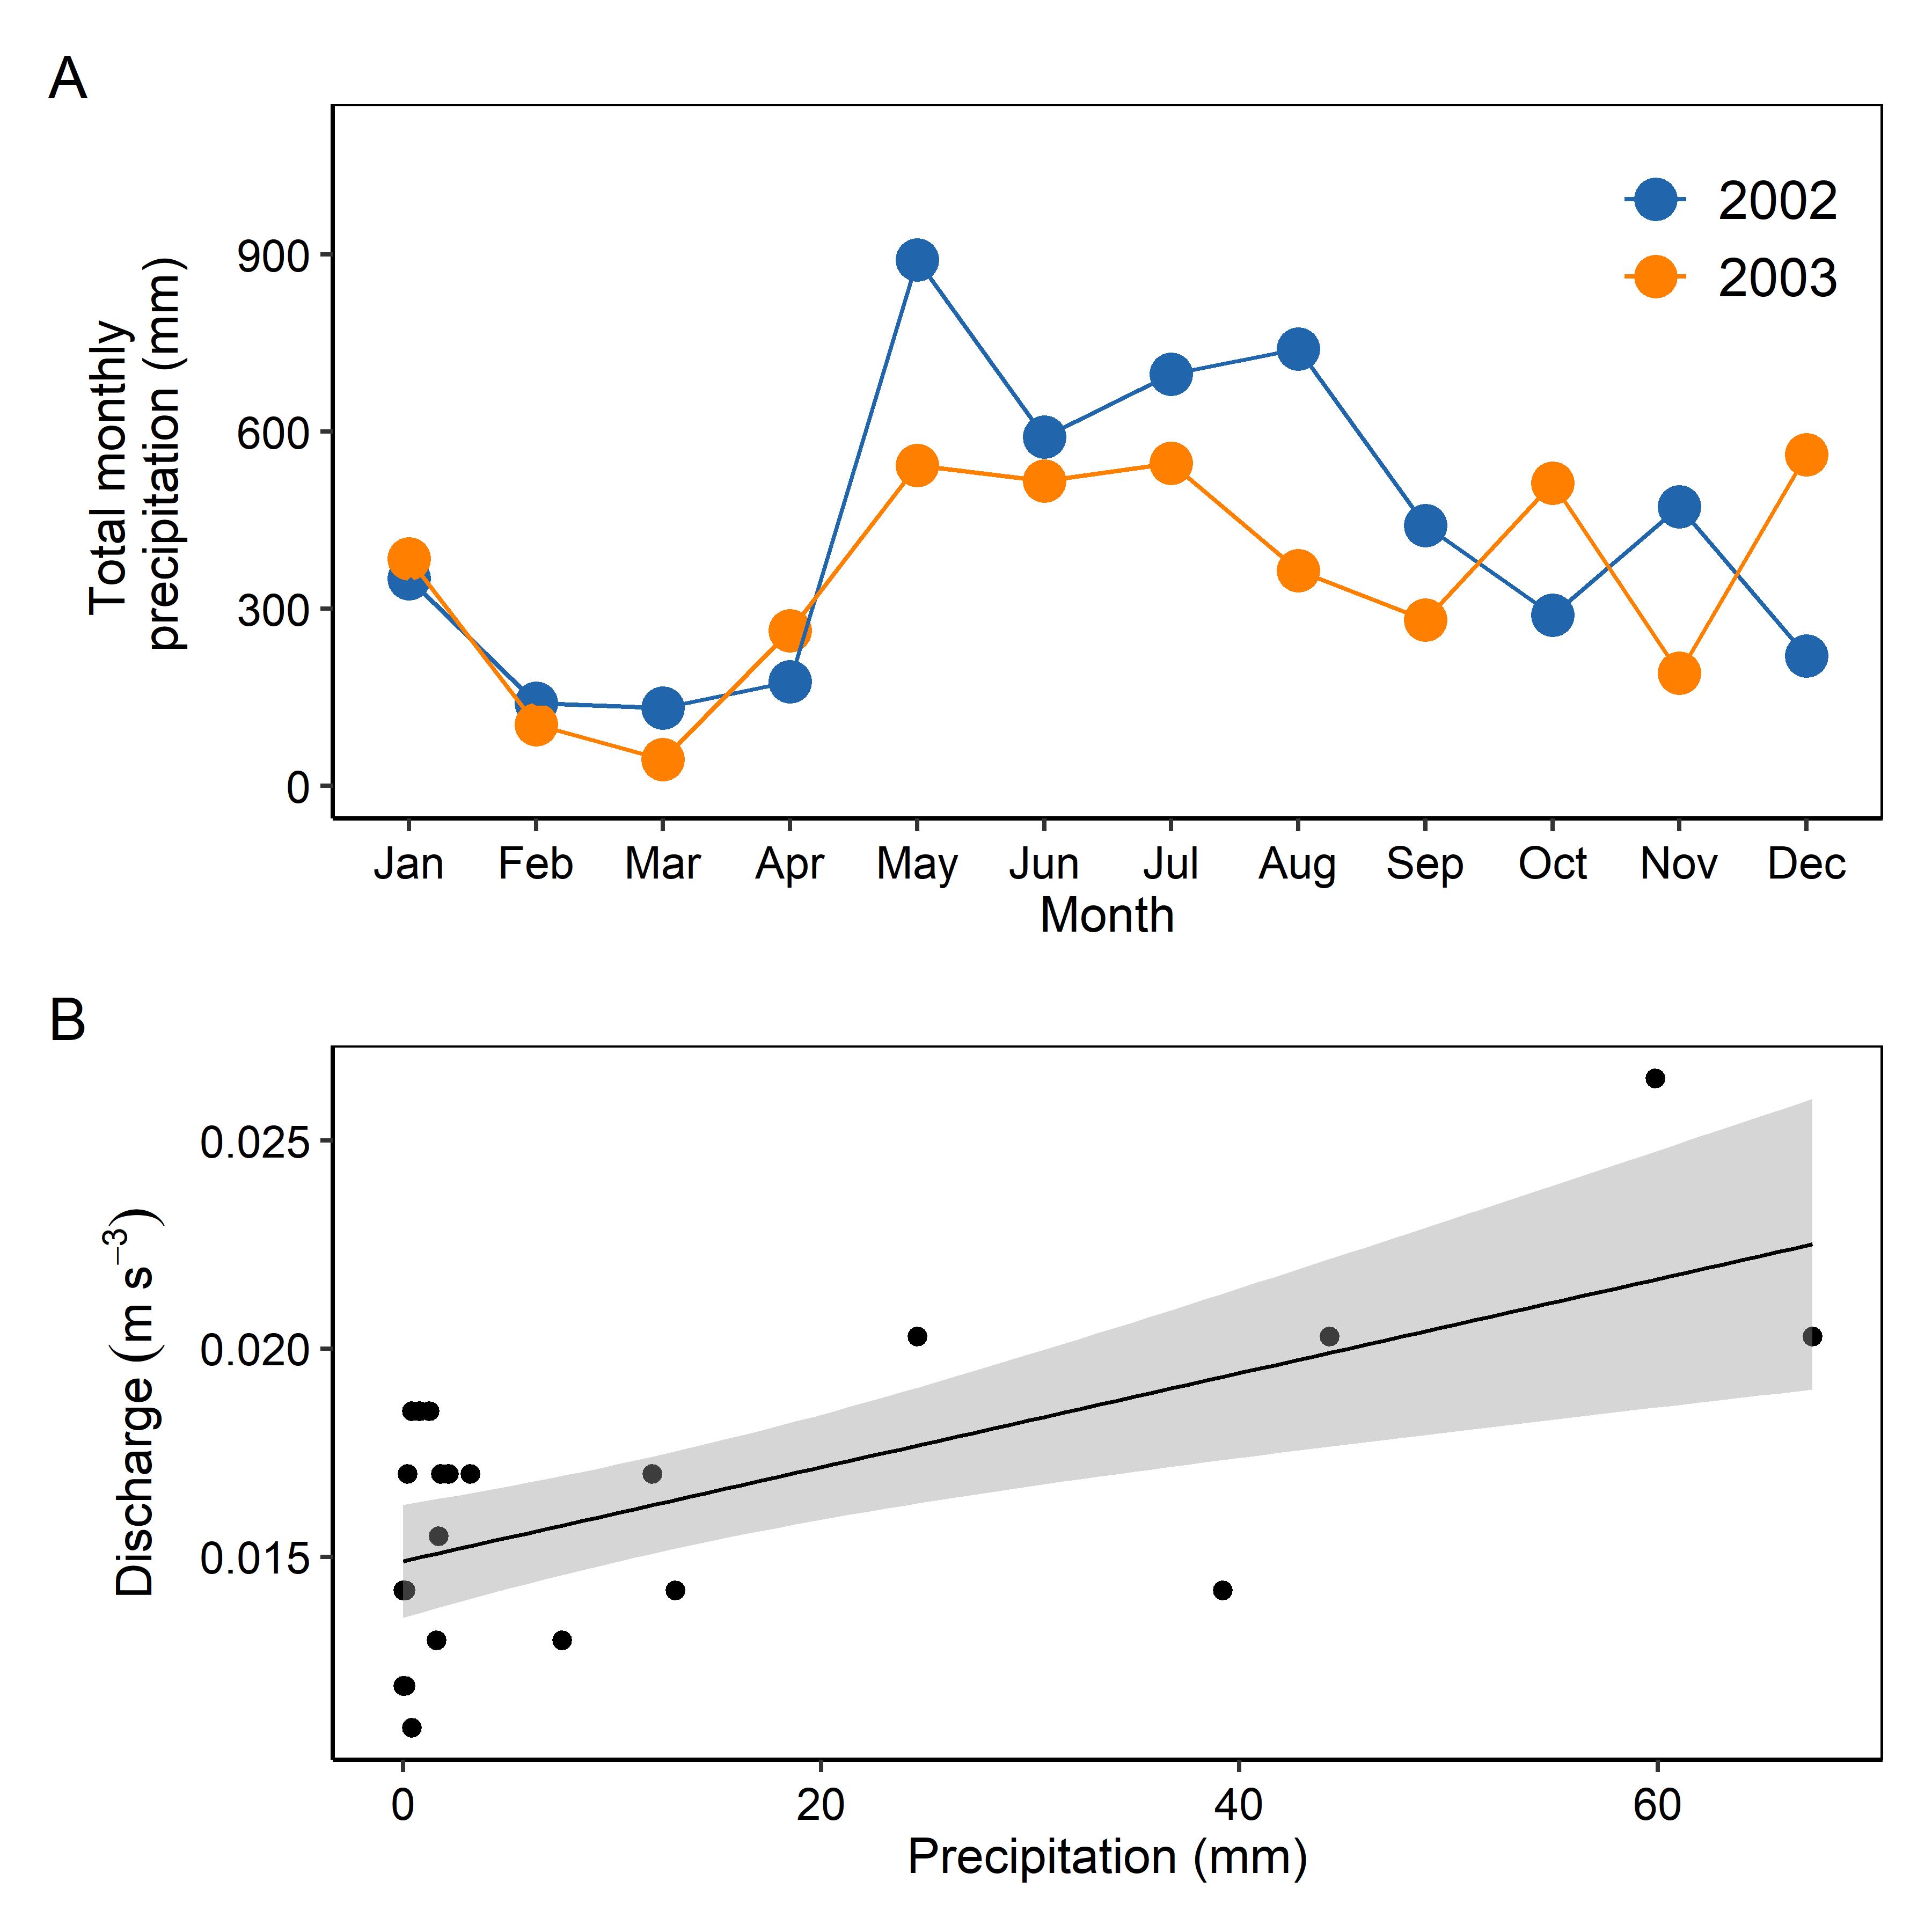 A
Total monthly
precipitation (mm)
900
600
300
0
2002
2003
Jan Feb Mar Apr May Jun Jul Aug Sep Oct Nov Dec
Month
B
Discharge (m s⁻³)
0.025
0.020
0.015
0 20 40 60
Precipitation (mm)